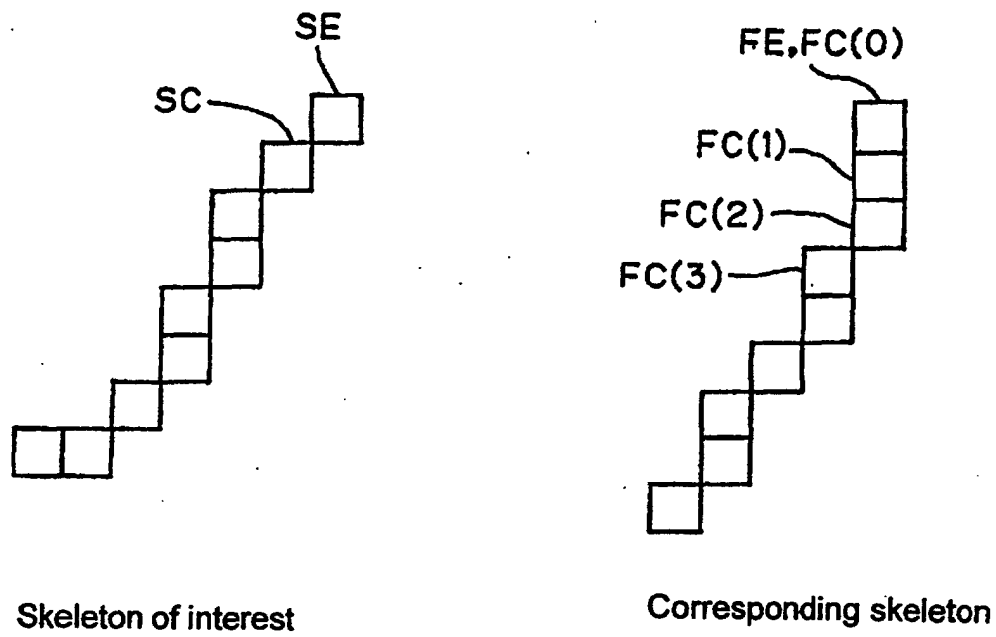 SE
SC
FE,FC(0)
FC(1)
FC(2)
FC(3)
Skeleton of interest
Corresponding skeleton